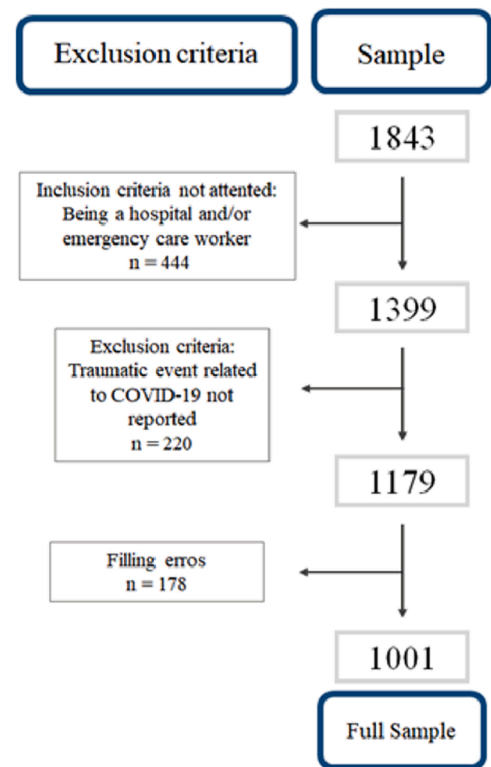 Exclusion criteria
Sample
1843
Inclusion criteria not attented:
Being a hospital and/or
emergency care worker
n = 444
1399
Exclusion criteria:
Traumatic event related
to COVID-19 not
reported
n = 220
1179
Filling erros
n = 178
1001
Full Sample